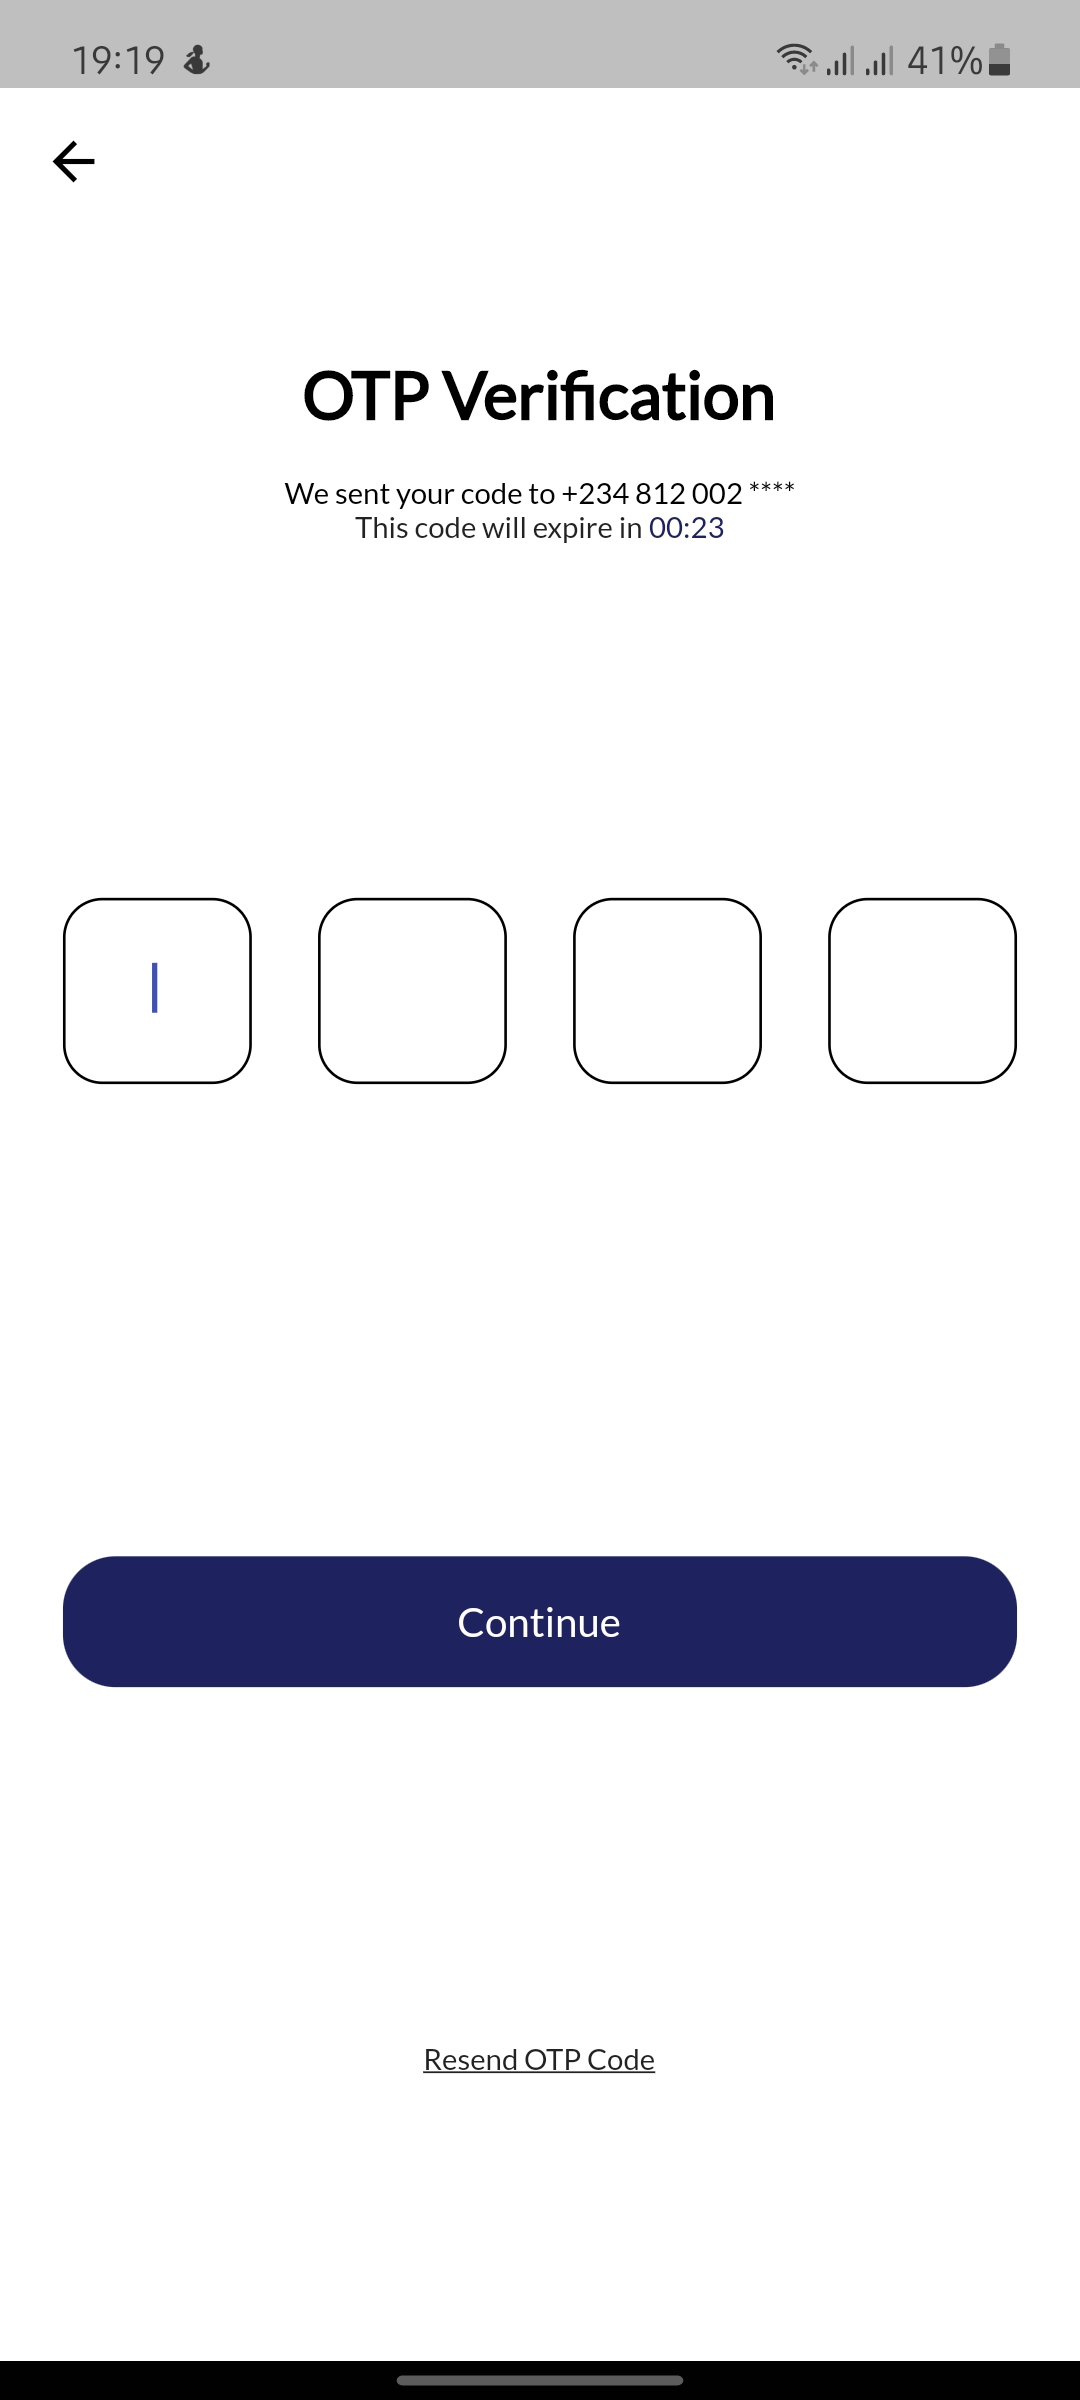 19:19 41%
OTP Verification
We sent your code to +234 812 002 ****
This code will expire in 00:23
Continue
Resend OTP Code